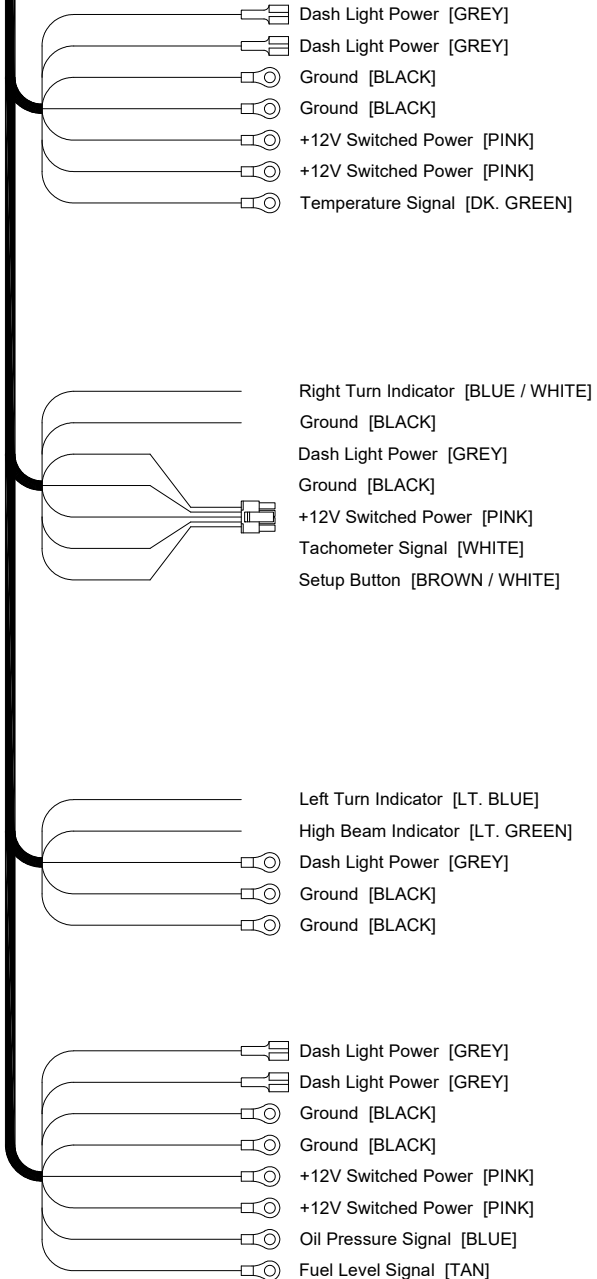 Dash Light Power [GREY]
Dash Light Power [GREY]
Ground [BLACK]
Ground [BLACK]
+12V Switched Power [PINK]
+12V Switched Power [PINK]
Temperature Signal [DK. GREEN]
Right Turn Indicator [BLUE / WHITE]
Ground [BLACK]
Dash Light Power [GREY]
Ground [BLACK]
+12V Switched Power [PINK]
Tachometer Signal [WHITE]
Setup Button [BROWN / WHITE]
Left Turn Indicator [LT. BLUE]
High Beam Indicator [LT. GREEN]
Dash Light Power [GREY]
Ground [BLACK]
Ground [BLACK]
Dash Light Power [GREY]
Dash Light Power [GREY]
Ground [BLACK]
Ground [BLACK]
+12V Switched Power [PINK]
+12V Switched Power [PINK]
Oil Pressure Signal [BLUE]
Fuel Level Signal [TAN]